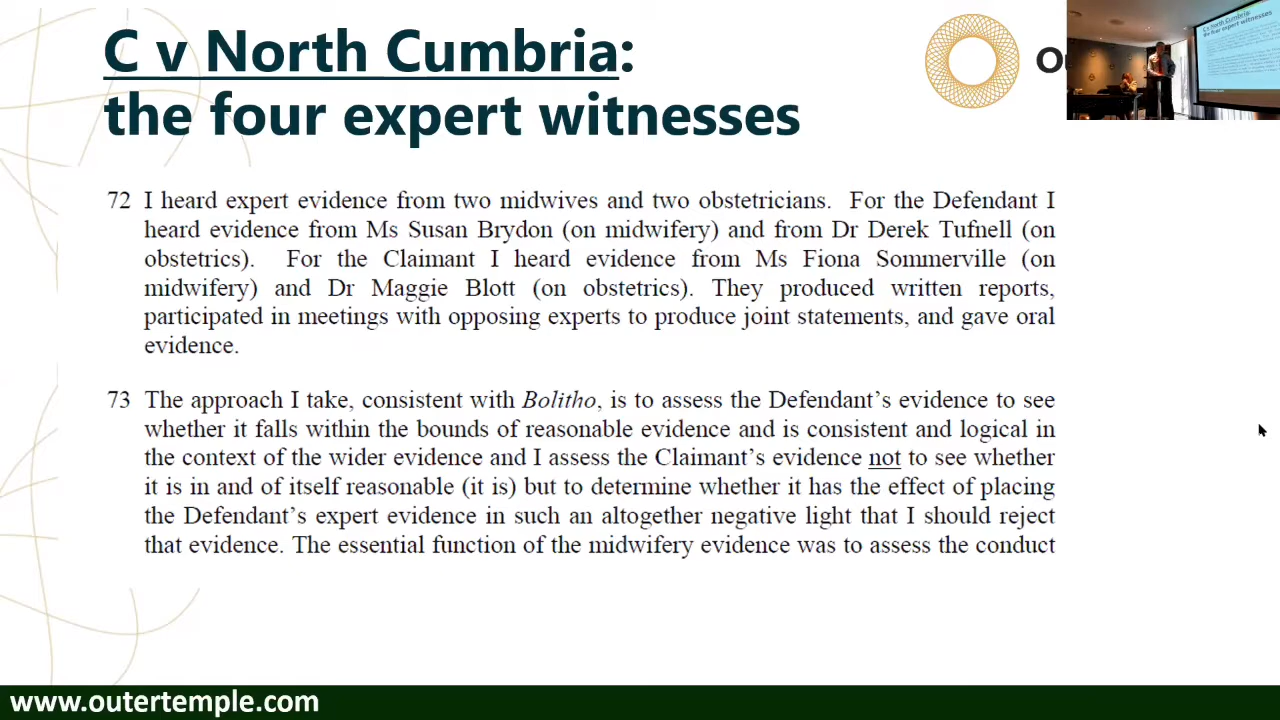 C v North Cumbria:
the four expert witnesses
Ou
C v North Cumbria:
the four expert witnesses
72 I heard expert evidence from two midwives and two obstetricians. For the Defendant I
heard evidence from Ms Susan Brydon (on midwifery) and from Dr Derek Tufnell (on
obstetrics). For the Claimant I heard evidence from Ms Fiona Sommerville (on
midwifery) and Dr Maggie Blott (on obstetrics). They produced written reports,
participated in meetings with opposing experts to produce joint statements, and gave oral
evidence.
73 The approach I take, consistent with Bolitho, is to assess the Defendant’s evidence to see
whether it falls within the bounds of reasonable evidence and is consistent and logical in
the context of the wider evidence and I assess the Claimant’s evidence not to see whether
it is in and of itself reasonable (it is) but to determine whether it has the effect of placing
the Defendant’s expert evidence in such an altogether negative light that I should reject
that evidence. The essential function of the midwifery evidence was to assess the conduct
www.outertemple.com